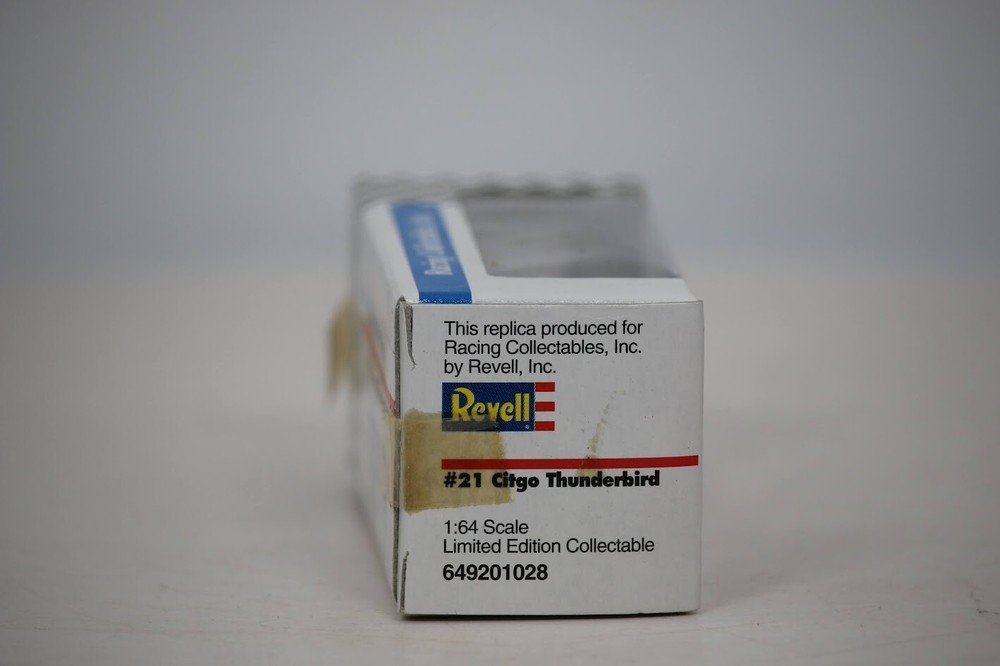 This replica produced for
Racing Collectables, Inc.
by Revell, Inc.
Revell
#21 Citgo Thunderbird
1:64 Scale
Limited Edition Collectable
649201028